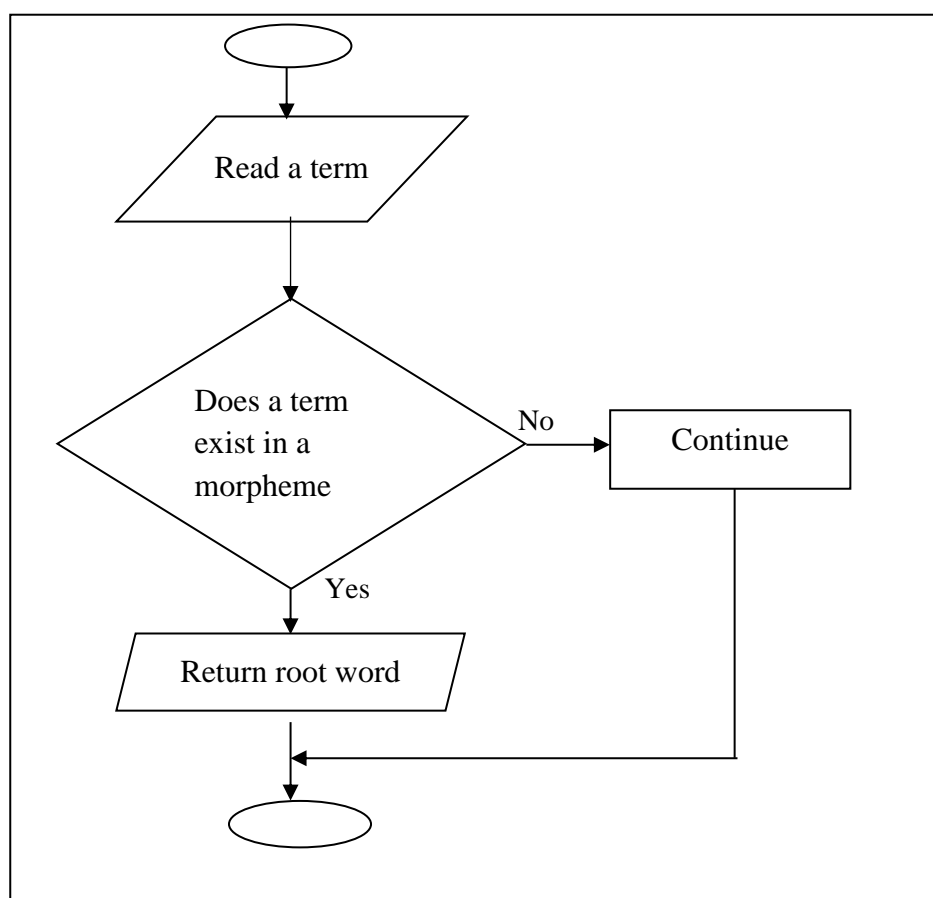 Read a term
Does a term
exist in a
morpheme
No
Continue
Yes
Return root word